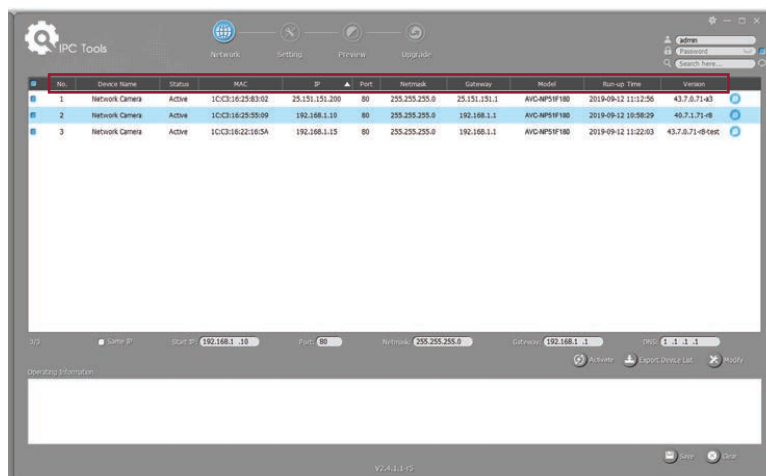 IPC Tools
Network Setting Preview Upgrade
admin
Password
Search here...
No. Device Name Status MAC IP Port Netmask Gateway Model Run-up Time Version
1 Network Camera Active 1C:C3:16:25:83:02 25.151.151.200 80 255.255.255.0 25.151.151.1 AVC-NP51F180 2019-09-12 11:12:56 43.7.0.71-a3
2 Network Camera Active 1C:C3:16:25:55:09 192.168.1.10 80 255.255.255.0 192.168.1.1 AVC-NP51F180 2019-09-12 10:58:29 40.7.1.71-r8
3 Network Camera Active 1C:C3:16:22:16:5A 192.168.1.15 80 255.255.255.0 192.168.1.1 AVC-NP51F180 2019-09-12 11:22:03 43.7.0.71-r8-test
3/3 Same IP Start IP: 192.168.1 .10 Port: 80 Netmask: 255.255.255.0 Gateway: 192.168.1 .1 DNS: 1 .1 .1 .1
Activate Export Device List Modify
Operating Information
Save Clear
V2.4.1.1-r5